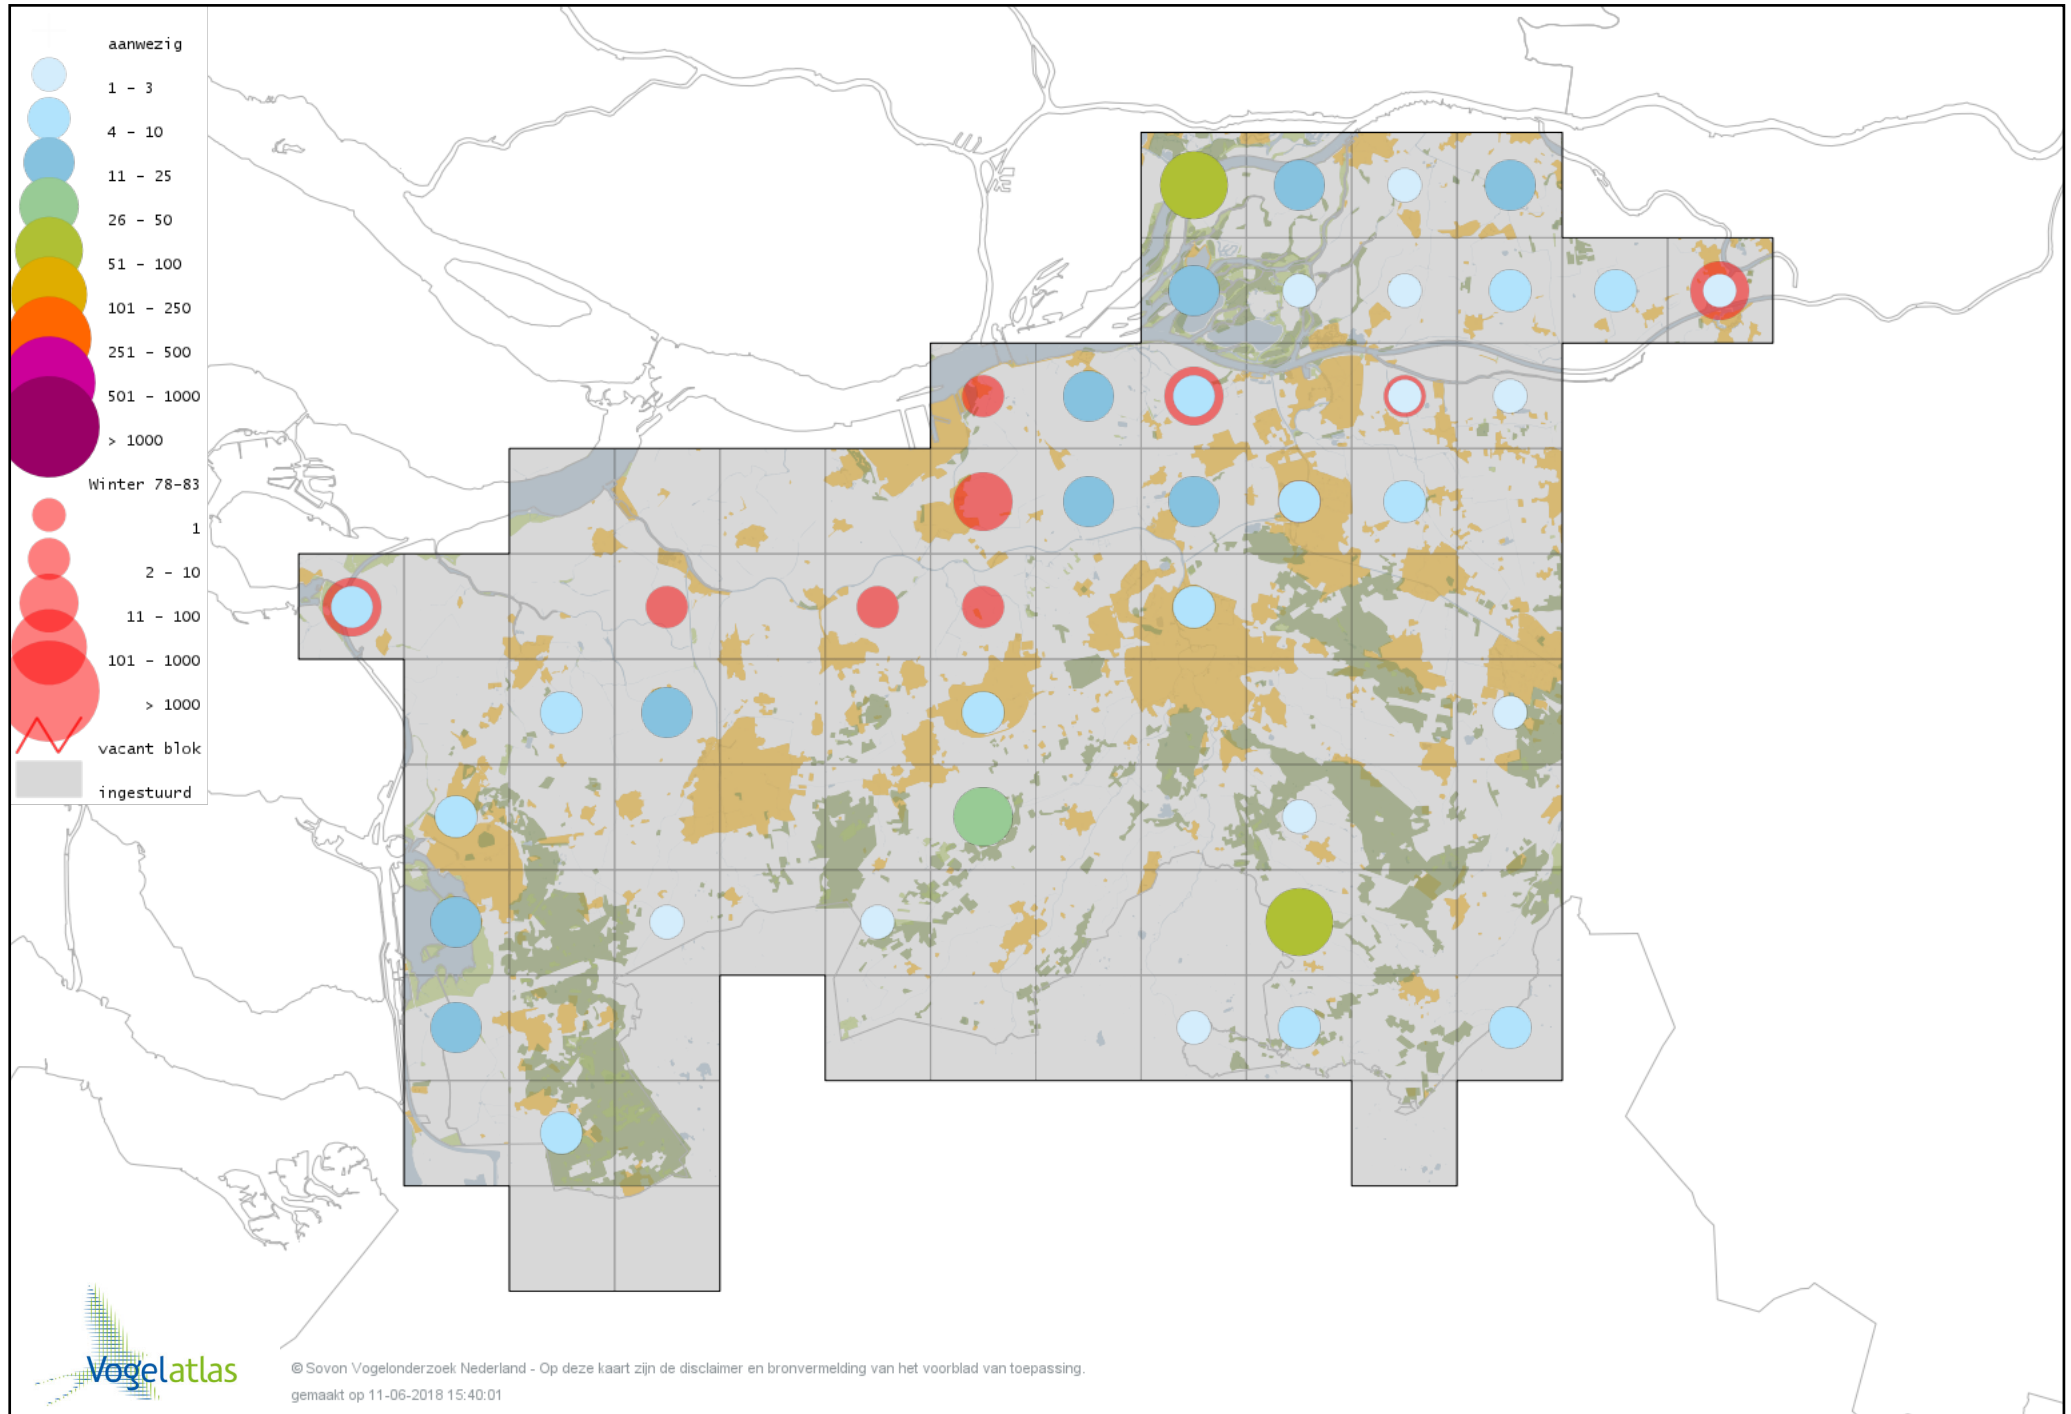 aanwezig
1 - 3
4 - 10
11 - 25
26 - 50
51 - 100
101 - 250
251 - 500
501 - 1000
> 1000
Winter 78-83
1
2 - 10
11 - 100
101 - 1000
> 1000
vacant blok
ingestuurd
Vogelatlas
© Sovon Vogelonderzoek Nederland - Op deze kaart zijn de disclaimer en bronvermelding van het voorblad van toepassing.
gemaakt op 11-06-2018 15:40:01